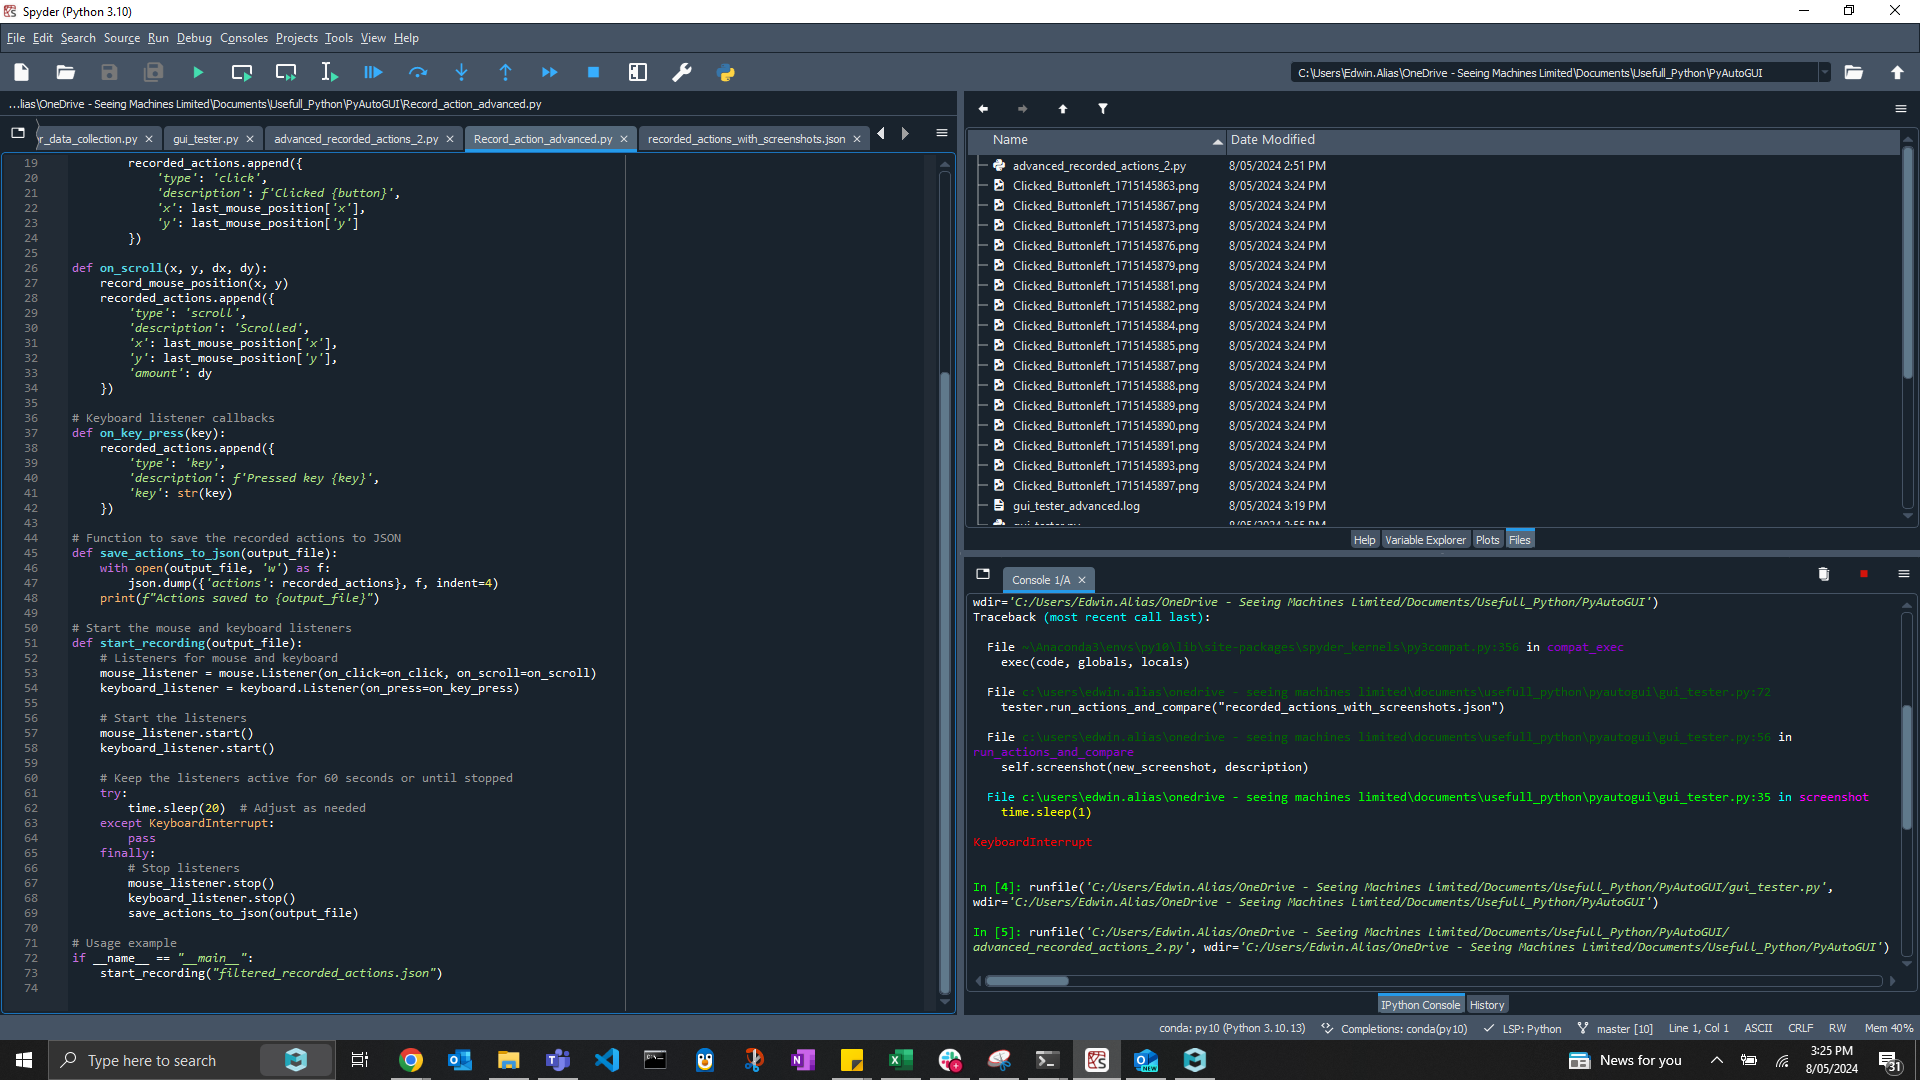 Spyder (Python 3.10)
File Edit Search Source Run Debug Consoles Projects Tools View Help
C:\Users\Edwin.Alias\OneDrive - Seeing Machines Limited\Documents\Usefull_Python\PyAutoGUI
...lias\OneDrive - Seeing Machines Limited\Documents\Usefull_Python\PyAutoGUI\Record_action_advanced.py
r_data_collection.py gui_tester.py advanced_recorded_actions_2.py Record_action_advanced.py recorded_actions_with_screenshots.json
19 recorded_actions.append({
20 'type': 'click',
21 'description': f'Clicked {button}',
22 'x': last_mouse_position['x'],
23 'y': last_mouse_position['y']
24 })
25
26 def on_scroll(x, y, dx, dy):
27 record_mouse_position(x, y)
28 recorded_actions.append({
29 'type': 'scroll',
30 'description': 'Scrolled',
31 'x': last_mouse_position['x'],
32 'y': last_mouse_position['y'],
33 'amount': dy
34 })
35
36 # Keyboard listener callbacks
37 def on_key_press(key):
38 recorded_actions.append({
39 'type': 'key',
40 'description': f'Pressed key {key}',
41 'key': str(key)
42 })
43
44 # Function to save the recorded actions to JSON
45 def save_actions_to_json(output_file):
46 with open(output_file, 'w') as f:
47 json.dump({'actions': recorded_actions}, f, indent=4)
48 print(f"Actions saved to {output_file}")
49
50 # Start the mouse and keyboard listeners
51 def start_recording(output_file):
52 # Listeners for mouse and keyboard
53 mouse_listener = mouse.Listener(on_click=on_click, on_scroll=on_scroll)
54 keyboard_listener = keyboard.Listener(on_press=on_key_press)
55
56 # Start the listeners
57 mouse_listener.start()
58 keyboard_listener.start()
59
60 # Keep the listeners active for 60 seconds or until stopped
61 try:
62 time.sleep(20) # Adjust as needed
63 except KeyboardInterrupt:
64 pass
65 finally:
66 # Stop listeners
67 mouse_listener.stop()
68 keyboard_listener.stop()
69 save_actions_to_json(output_file)
70
71 # Usage example
72 if __name__ == "__main__":
73 start_recording("filtered_recorded_actions.json")
74
Name Date Modified
advanced_recorded_actions_2.py 8/05/2024 2:51 PM
Clicked_Buttonleft_1715145863.png 8/05/2024 3:24 PM
Clicked_Buttonleft_1715145867.png 8/05/2024 3:24 PM
Clicked_Buttonleft_1715145873.png 8/05/2024 3:24 PM
Clicked_Buttonleft_1715145876.png 8/05/2024 3:24 PM
Clicked_Buttonleft_1715145879.png 8/05/2024 3:24 PM
Clicked_Buttonleft_1715145881.png 8/05/2024 3:24 PM
Clicked_Buttonleft_1715145882.png 8/05/2024 3:24 PM
Clicked_Buttonleft_1715145884.png 8/05/2024 3:24 PM
Clicked_Buttonleft_1715145885.png 8/05/2024 3:24 PM
Clicked_Buttonleft_1715145887.png 8/05/2024 3:24 PM
Clicked_Buttonleft_1715145888.png 8/05/2024 3:24 PM
Clicked_Buttonleft_1715145889.png 8/05/2024 3:24 PM
Clicked_Buttonleft_1715145890.png 8/05/2024 3:24 PM
Clicked_Buttonleft_1715145891.png 8/05/2024 3:24 PM
Clicked_Buttonleft_1715145893.png 8/05/2024 3:24 PM
Clicked_Buttonleft_1715145897.png 8/05/2024 3:24 PM
gui_tester_advanced.log 8/05/2024 3:19 PM
Help Variable Explorer Plots Files
Console 1/A
wdir='C:/Users/Edwin.Alias/OneDrive - Seeing Machines Limited/Documents/Usefull_Python/PyAutoGUI')
Traceback (most recent call last):
File ~\Anaconda3\envs\py10\lib\site-packages\spyder_kernels\py3compat.py:356 in compat_exec
exec(code, globals, locals)
File c:\users\edwin.alias\onedrive - seeing machines limited\documents\usefull_python\pyautogui\gui_tester.py:72
tester.run_actions_and_compare("recorded_actions_with_screenshots.json")
File c:\users\edwin.alias\onedrive - seeing machines limited\documents\usefull_python\pyautogui\gui_tester.py:56 in
run_actions_and_compare
self.screenshot(new_screenshot, description)
File c:\users\edwin.alias\onedrive - seeing machines limited\documents\usefull_python\pyautogui\gui_tester.py:35 in screenshot
time.sleep(1)
KeyboardInterrupt
In [4]: runfile('C:/Users/Edwin.Alias/OneDrive - Seeing Machines Limited/Documents/Usefull_Python/PyAutoGUI/gui_tester.py',
wdir='C:/Users/Edwin.Alias/OneDrive - Seeing Machines Limited/Documents/Usefull_Python/PyAutoGUI')
In [5]: runfile('C:/Users/Edwin.Alias/OneDrive - Seeing Machines Limited/Documents/Usefull_Python/PyAutoGUI/
advanced_recorded_actions_2.py', wdir='C:/Users/Edwin.Alias/OneDrive - Seeing Machines Limited/Documents/Usefull_Python/PyAutoGUI')
IPython Console History
conda: py10 (Python 3.10.13) Completions: conda(py10) LSP: Python master [10] Line 1, Col 1 ASCII CRLF RW Mem 40%
Type here to search
News for you
3:25 PM
8/05/2024
31